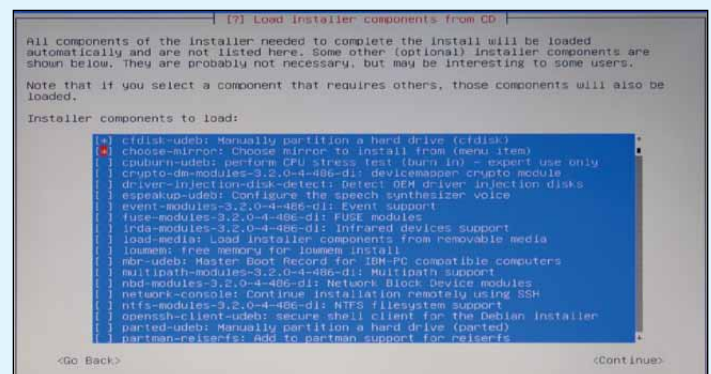 [?] Load installer components from CD
All components of the installer needed to complete the install will be loaded
automatically and are not listed here. Some other (optional) installer components are
shown below. They are probably not necessary, but may be interesting to some users.
Note that if you select a component that requires others, those components will also be
loaded.
Installer components to load:
[*] cfdisk-udeb: Manually partition a hard drive (cfdisk)
[*] choose-mirror: Choose mirror to install from (menu item)
[ ] cpuburn-udeb: perform CPU stress test (burn in) - expert use only
[ ] crypto-dm-modules-3.2.0-4-486-di: devicemapper crypto module
[ ] driver-injection-disk-detect: Detect OEM driver injection disks
[ ] espeakup-udeb: Configure the speech synthesizer voice
[ ] event-modules-3.2.0-4-486-di: Event support
[ ] fuse-modules-3.2.0-4-486-di: FUSE modules
[ ] irda-modules-3.2.0-4-486-di: Infrared devices support
[ ] load-media: Load installer components from removable media
[ ] lowmem: free memory for lowmem install
[ ] mbr-udeb: Master Boot Record for IBM-PC compatible computers
[ ] multipath-modules-3.2.0-4-486-di: Multipath support
[ ] nbd-modules-3.2.0-4-486-di: Network Block Device modules
[ ] network-console: Continue installation remotely using SSH
[ ] ntfs-modules-3.2.0-4-486-di: NTFS filesystem support
[ ] openssh-client-udeb: secure shell client for the Debian installer
[ ] parted-udeb: Manually partition a hard drive (parted)
[ ] partman-reiserfs: Add to partman support for reiserfs
<Go Back> <Continue>